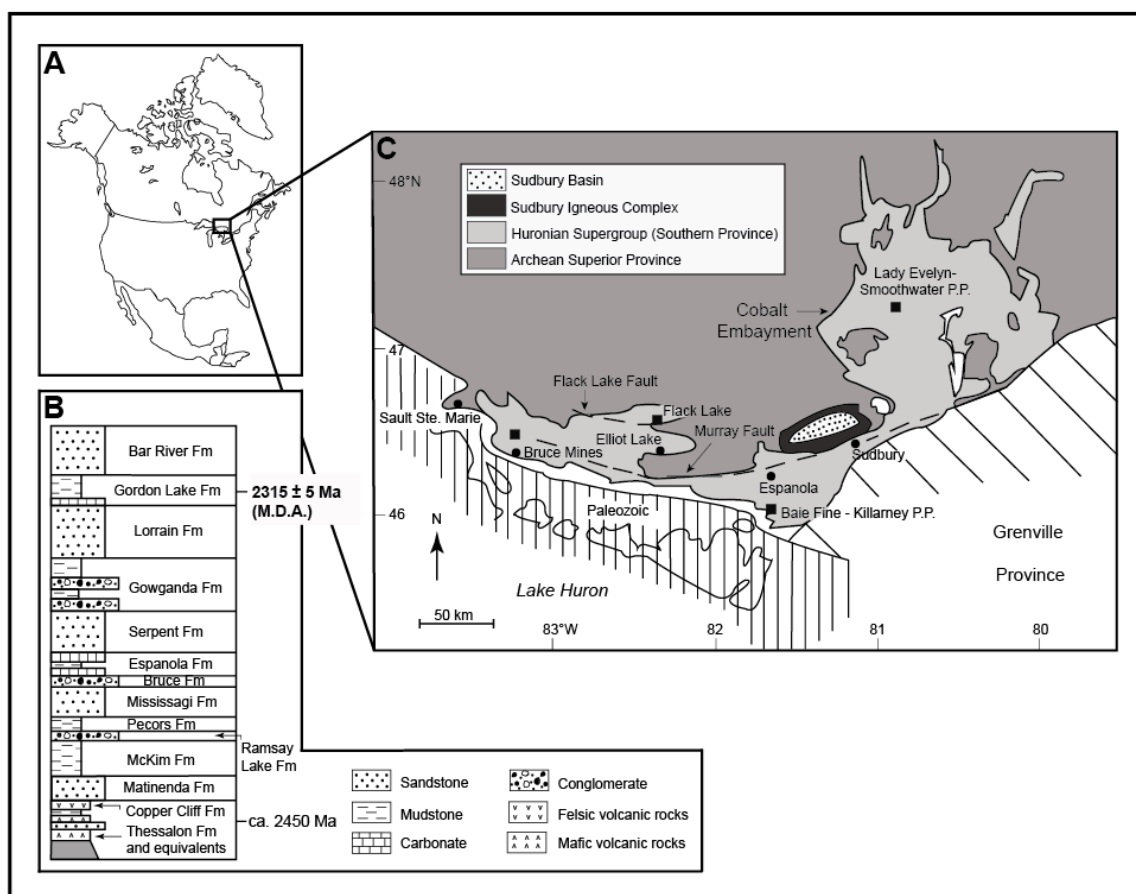 A
C
Sudbury Basin
Sudbury Igneous Complex
Huronian Supergroup (Southern Province)
Archean Superior Province
48°N
47
46
Lady Evelyn-
Smoothwater P.P.
Cobalt
Embayment
Flack Lake Fault
Sault Ste. Marie
Flack Lake
Elliot Lake
Murray Fault
Bruce Mines
Sudbury
Espanola
Paleozoic
Baie Fine - Killarney P.P.
N
Grenville
Province
Lake Huron
50 km
83°W
82
81
80
B
Bar River Fm
Gordon Lake Fm
2315 ± 5 Ma
(M.D.A.)
Lorrain Fm
Gowganda Fm
Serpent Fm
Espanola Fm
Bruce Fm
Mississagi Fm
Pecors Fm
Ramsay
Lake Fm
McKim Fm
Matinenda Fm
Copper Cliff Fm
ca. 2450 Ma
Thessalon Fm
and equivalents
Sandstone
Mudstone
Carbonate
Conglomerate
Felsic volcanic rocks
Mafic volcanic rocks